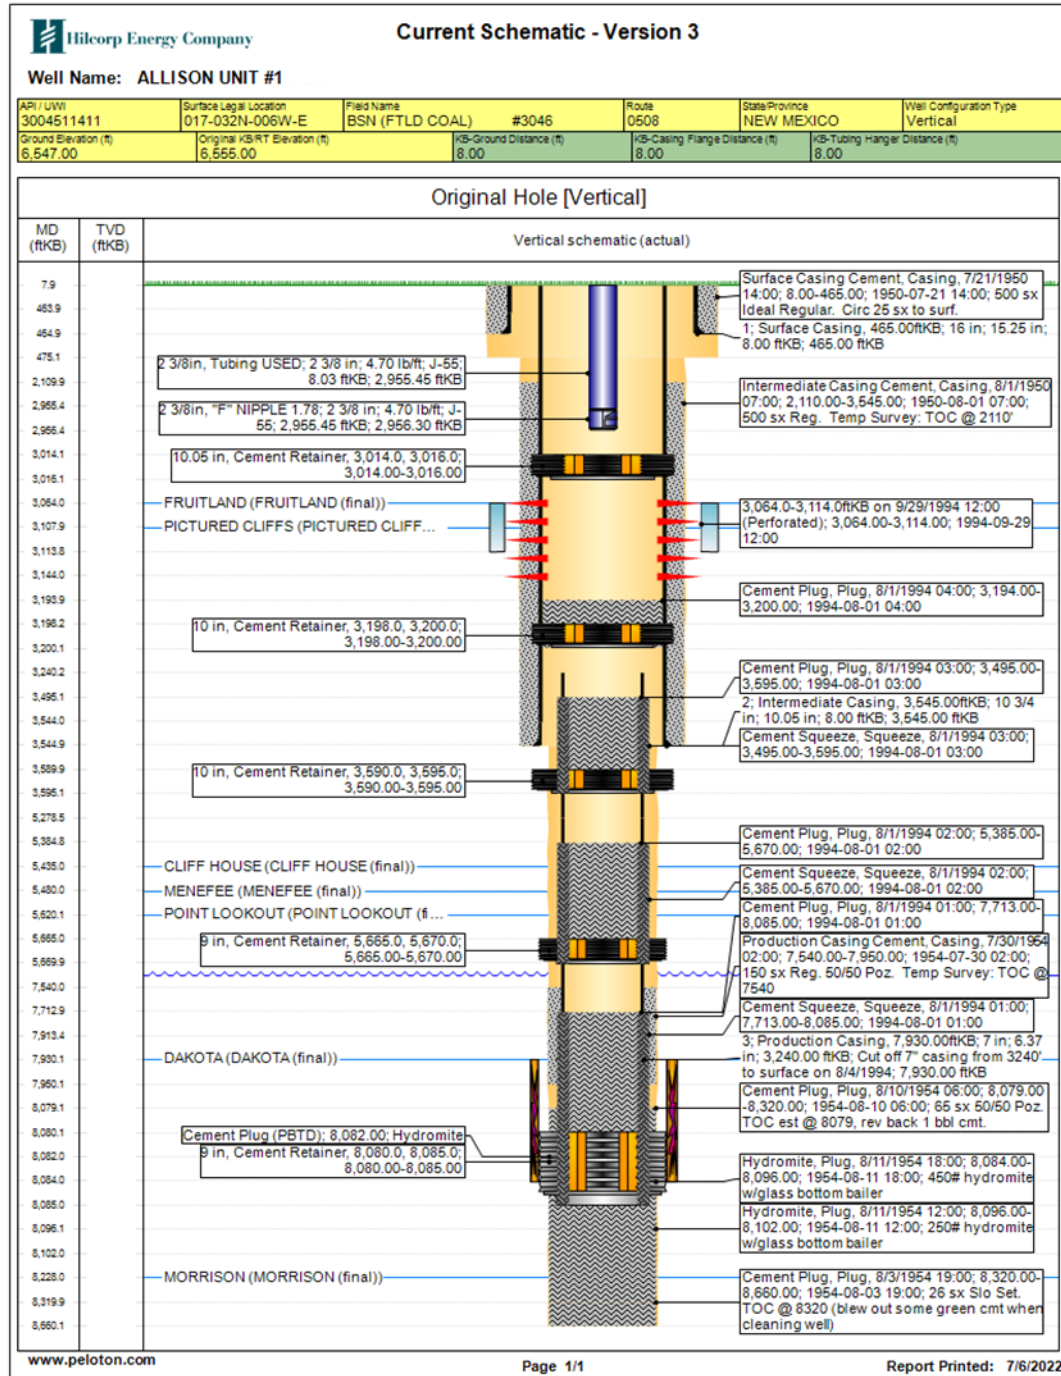 Hilcorp Energy Company
Current Schematic - Version 3
Well Name: ALLISON UNIT #1
API / UWI
3004511411
Surface Legal Location
017-032N-006W-E
Field Name
BSN (FTLD COAL) #3046
Route
0508
State/Province
NEW MEXICO
Well Configuration Type
Vertical
Ground Elevation (ft)
6,547.00
Original KB/RT Elevation (ft)
6,555.00
KB-Ground Distance (ft)
8.00
KB-Casing Flange Distance (ft)
8.00
KB-Tubing Hanger Distance (ft)
8.00
Original Hole [Vertical]
MD
(ftKB)
TVD
(ftKB)
Vertical schematic (actual)
7.9
463.9
464.9
475.1
2,109.9
2,955.4
2,956.4
3,014.1
3,016.1
3,064.0
3,107.9
3,113.8
3,144.0
3,193.9
3,198.2
3,200.1
3,240.2
3,495.1
3,544.0
3,544.9
3,589.9
3,595.1
5,278.5
5,384.8
5,435.0
5,480.0
5,620.1
5,665.0
5,669.9
7,540.0
7,712.9
7,913.4
7,930.1
7,950.1
8,079.1
8,080.1
8,082.0
8,084.0
8,085.0
8,096.1
8,102.0
8,228.0
8,319.9
8,660.1
2 3/8in, Tubing USED; 2 3/8 in; 4.70 lb/ft; J-55;
8.03 ftKB; 2,955.45 ftKB
2 3/8in, "F" NIPPLE 1.78; 2 3/8 in; 4.70 lb/ft; J-
55; 2,955.45 ftKB; 2,956.30 ftKB
10.05 in, Cement Retainer, 3,014.0, 3,016.0;
3,014.00-3,016.00
FRUITLAND (FRUITLAND (final))
PICTURED CLIFFS (PICTURED CLIFF...
10 in, Cement Retainer, 3,198.0, 3,200.0;
3,198.00-3,200.00
10 in, Cement Retainer, 3,590.0, 3,595.0;
3,590.00-3,595.00
CLIFF HOUSE (CLIFF HOUSE (final))
MENEFEE (MENEFEE (final))
POINT LOOKOUT (POINT LOOKOUT (fi...
9 in, Cement Retainer, 5,665.0, 5,670.0;
5,665.00-5,670.00
DAKOTA (DAKOTA (final))
Cement Plug (PBTD); 8,082.00; Hydromite
9 in, Cement Retainer, 8,080.0, 8,085.0;
8,080.00-8,085.00
MORRISON (MORRISON (final))
Surface Casing Cement, Casing, 7/21/1950
14:00; 8.00-465.00; 1950-07-21 14:00; 500 sx
Ideal Regular. Circ 25 sx to surf.
1; Surface Casing, 465.00ftKB; 16 in; 15.25 in;
8.00 ftKB; 465.00 ftKB
Intermediate Casing Cement, Casing, 8/1/1950
07:00; 2,110.00-3,545.00; 1950-08-01 07:00;
500 sx Reg. Temp Survey: TOC @ 2110'
3,064.0-3,114.0ftKB on 9/29/1994 12:00
(Perforated); 3,064.00-3,114.00; 1994-09-29
12:00
Cement Plug, Plug, 8/1/1994 04:00; 3,194.00-
3,200.00; 1994-08-01 04:00
Cement Plug, Plug, 8/1/1994 03:00; 3,495.00-
3,595.00; 1994-08-01 03:00
2; Intermediate Casing, 3,545.00ftKB; 10 3/4
in; 10.05 in; 8.00 ftKB; 3,545.00 ftKB
Cement Squeeze, Squeeze, 8/1/1994 03:00;
3,495.00-3,595.00; 1994-08-01 03:00
Cement Plug, Plug, 8/1/1994 02:00; 5,385.00-
5,670.00; 1994-08-01 02:00
Cement Squeeze, Squeeze, 8/1/1994 02:00;
5,385.00-5,670.00; 1994-08-01 02:00
Cement Plug, Plug, 8/1/1994 01:00; 7,713.00-
8,085.00; 1994-08-01 01:00
Production Casing Cement, Casing, 7/30/1954
02:00; 7,540.00-7,950.00; 1954-07-30 02:00;
150 sx Reg. 50/50 Poz. Temp Survey: TOC @
7540
Cement Squeeze, Squeeze, 8/1/1994 01:00;
7,713.00-8,085.00; 1994-08-01 01:00
3; Production Casing, 7,930.00ftKB; 7 in; 6.37
in; 3,240.00 ftKB; Cut off 7" casing from 3240'
to surface on 8/4/1994; 7,930.00 ftKB
Cement Plug, Plug, 8/10/1954 06:00; 8,079.00
-8,320.00; 1954-08-10 06:00; 65 sx 50/50 Poz.
TOC est @ 8079, rev back 1 bbl cmt.
Hydromite, Plug, 8/11/1954 18:00; 8,084.00-
8,096.00; 1954-08-11 18:00; 450# hydromite
w/glass bottom bailer
Hydromite, Plug, 8/11/1954 12:00; 8,096.00-
8,102.00; 1954-08-11 12:00; 250# hydromite
w/glass bottom bailer
Cement Plug, Plug, 8/3/1954 19:00; 8,320.00-
8,660.00; 1954-08-03 19:00; 26 sx Slo Set.
TOC @ 8320 (blew out some green cmt when
cleaning well)
www.peloton.com
Page 1/1
Report Printed: 7/6/2022